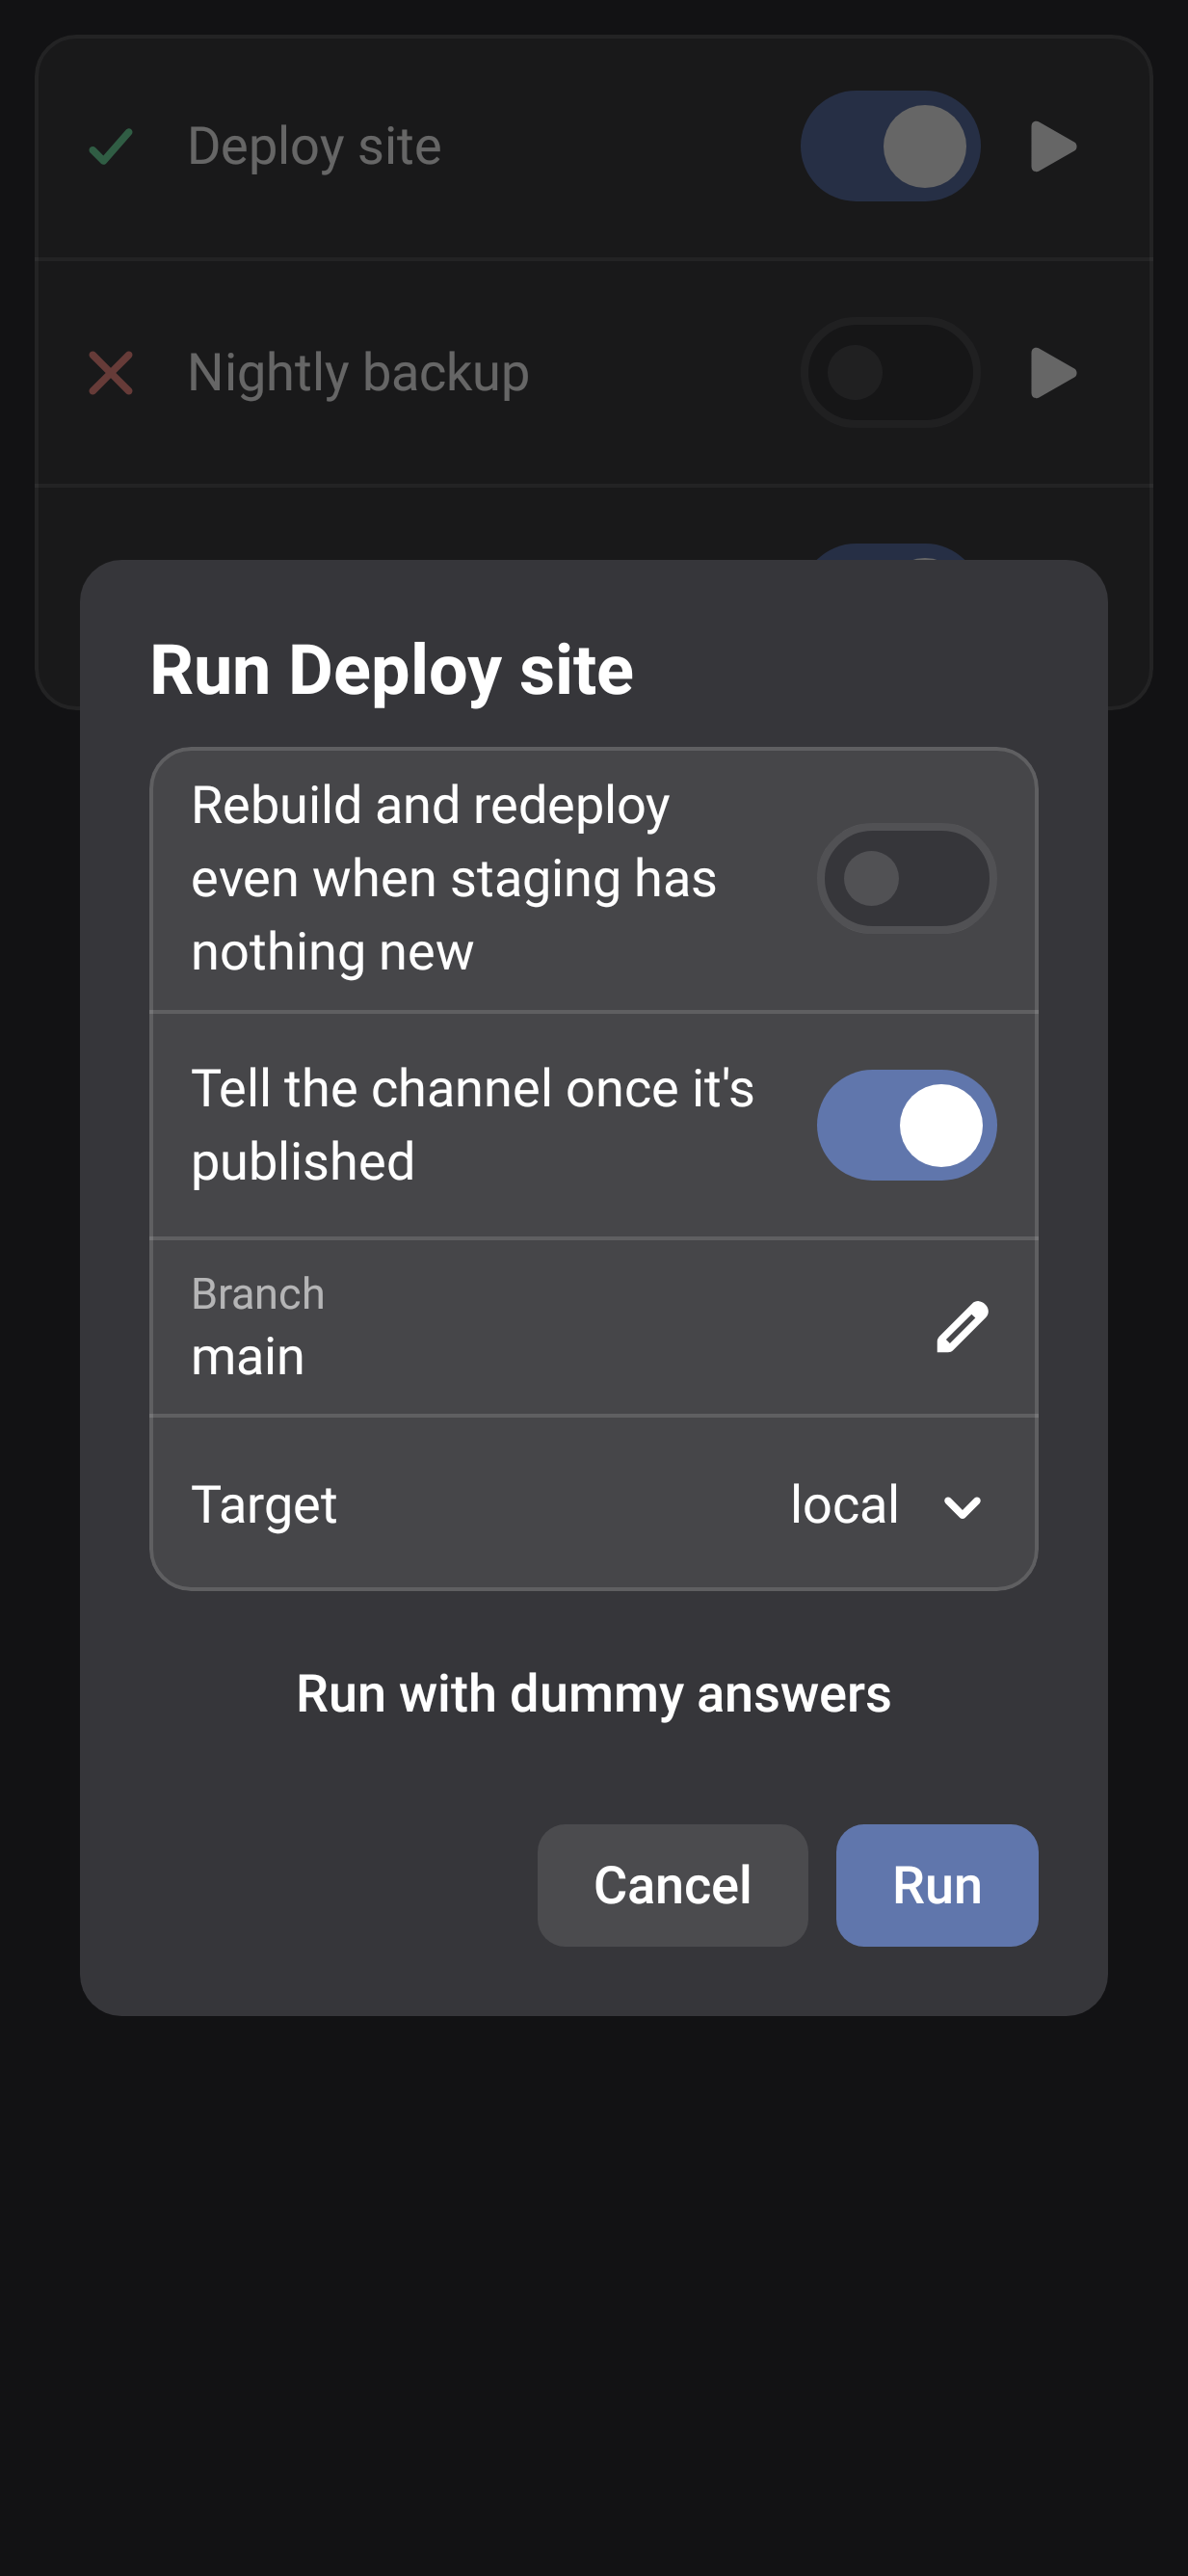 Deploy site
Nightly backup
Run Deploy site
Rebuild and redeploy
even when staging has
nothing new
Tell the channel once it's
published
Branch
main
Target
local
Run with dummy answers
Cancel
Run